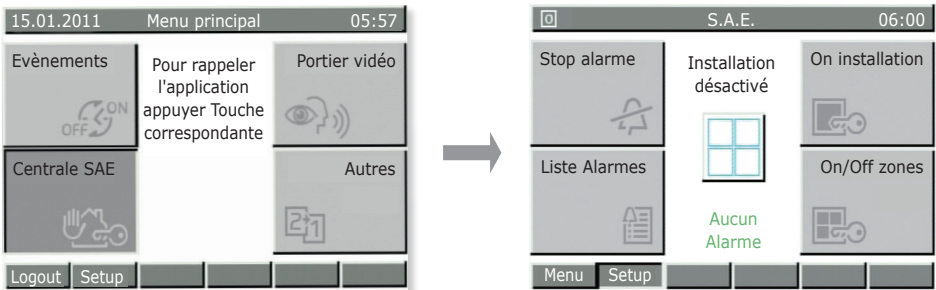 15.01.2011 Menu principal 05:57
Evènements
ON
OFF
Pour rappeler
l'application
appuyer Touche
correspondante
Portier vidéo
Centrale SAE
Autres
2 1
Logout Setup
0 S.A.E. 06:00
Stop alarme
Installation
désactivé
On installation
Liste Alarmes
On/Off zones
Aucun
Alarme
Menu Setup